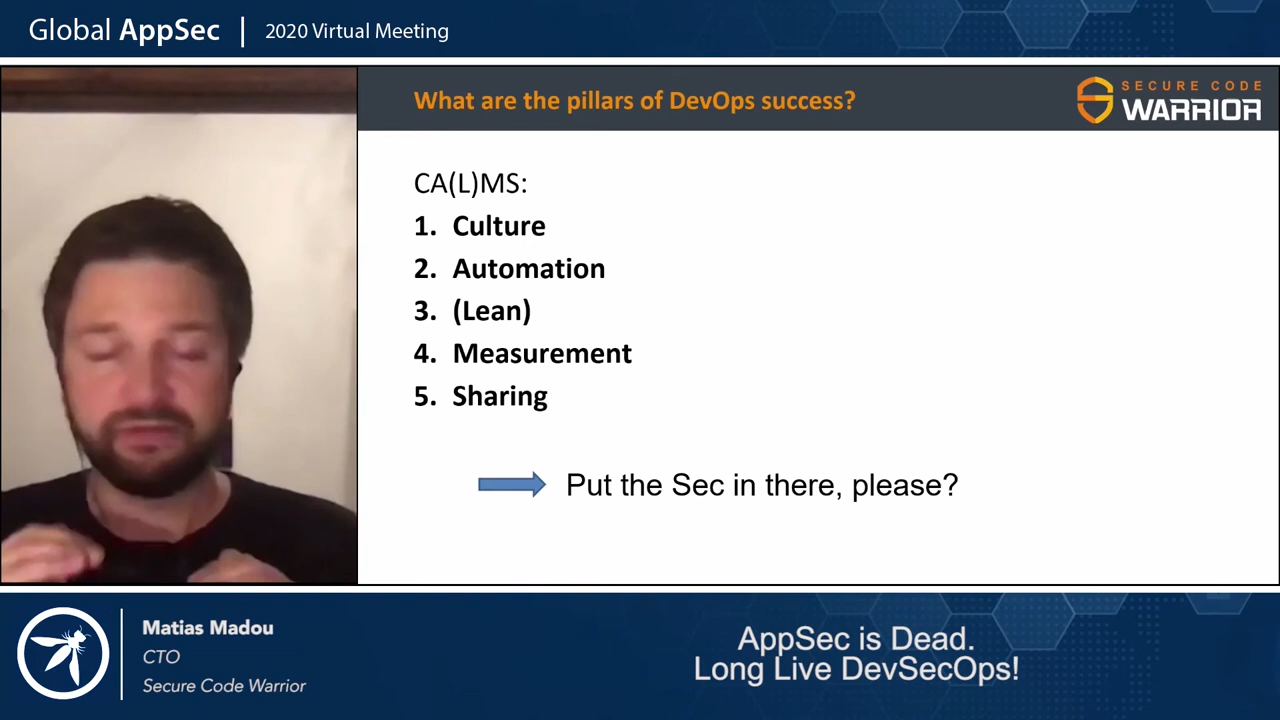 Global AppSec | 2020 Virtual Meeting
What are the pillars of DevOps success?
SECURE CODE
WARRIOR
CA(L)MS:
1. Culture
2. Automation
3. (Lean)
4. Measurement
5. Sharing
Put the Sec in there, please?
Matias Madou
CTO
Secure Code Warrior
AppSec is Dead.
Long Live DevSecOps!